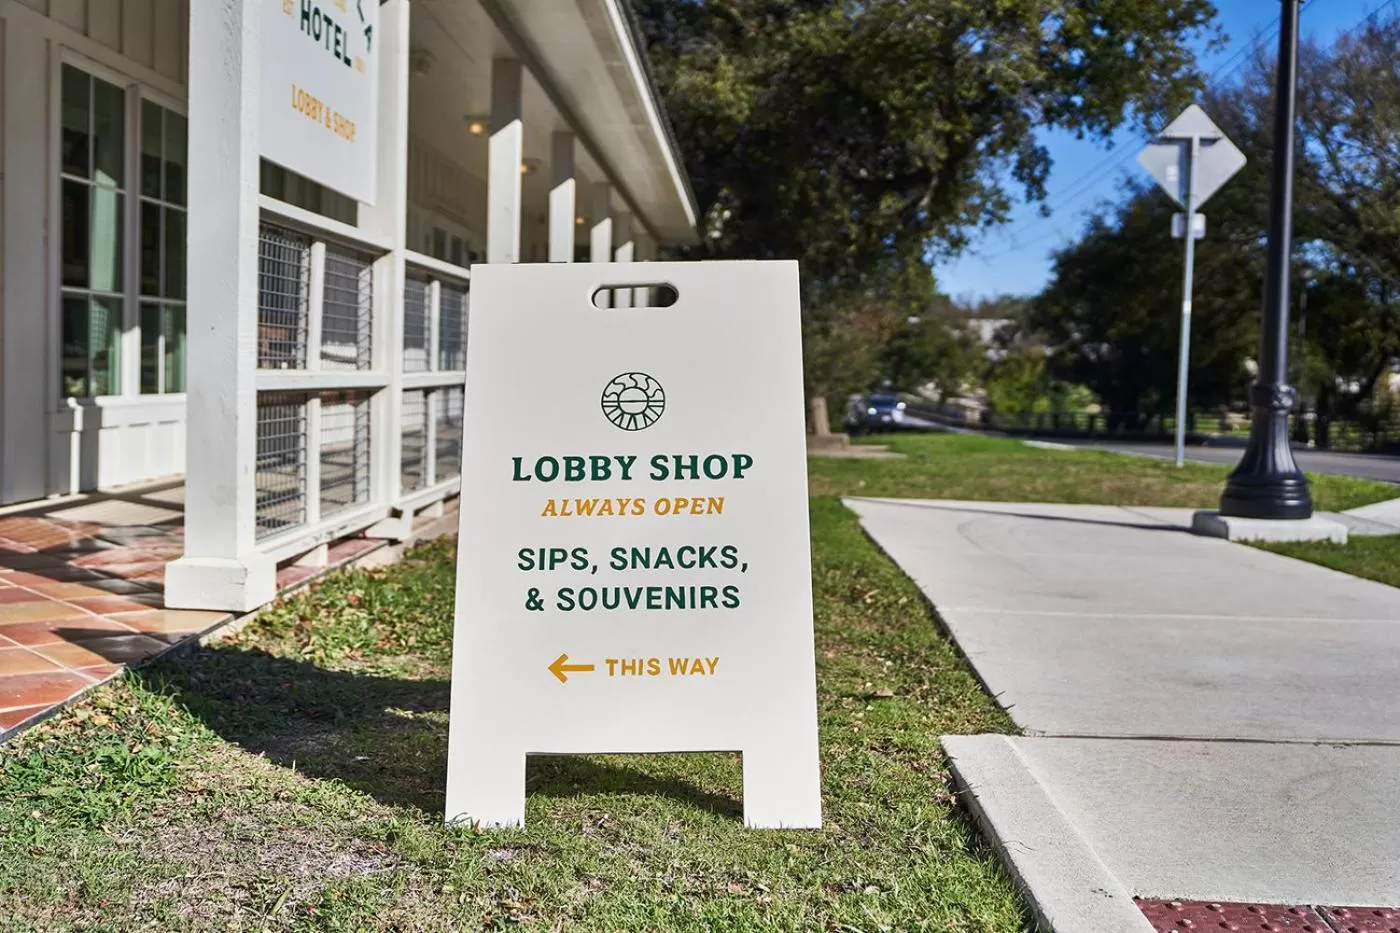 HOTEL
LOBBY & SHOP
LOBBY SHOP
ALWAYS OPEN
SIPS, SNACKS,
& SOUVENIRS
← THIS WAY